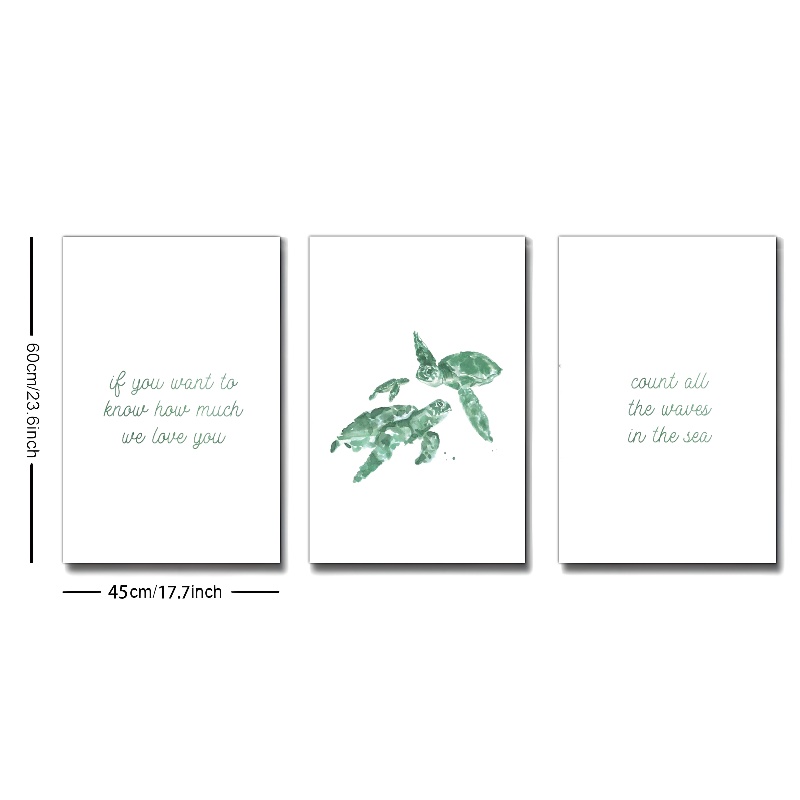 60cm/23.6inch
if you want to
know how much
we love you
count all
the waves
in the sea
45cm/17.7inch